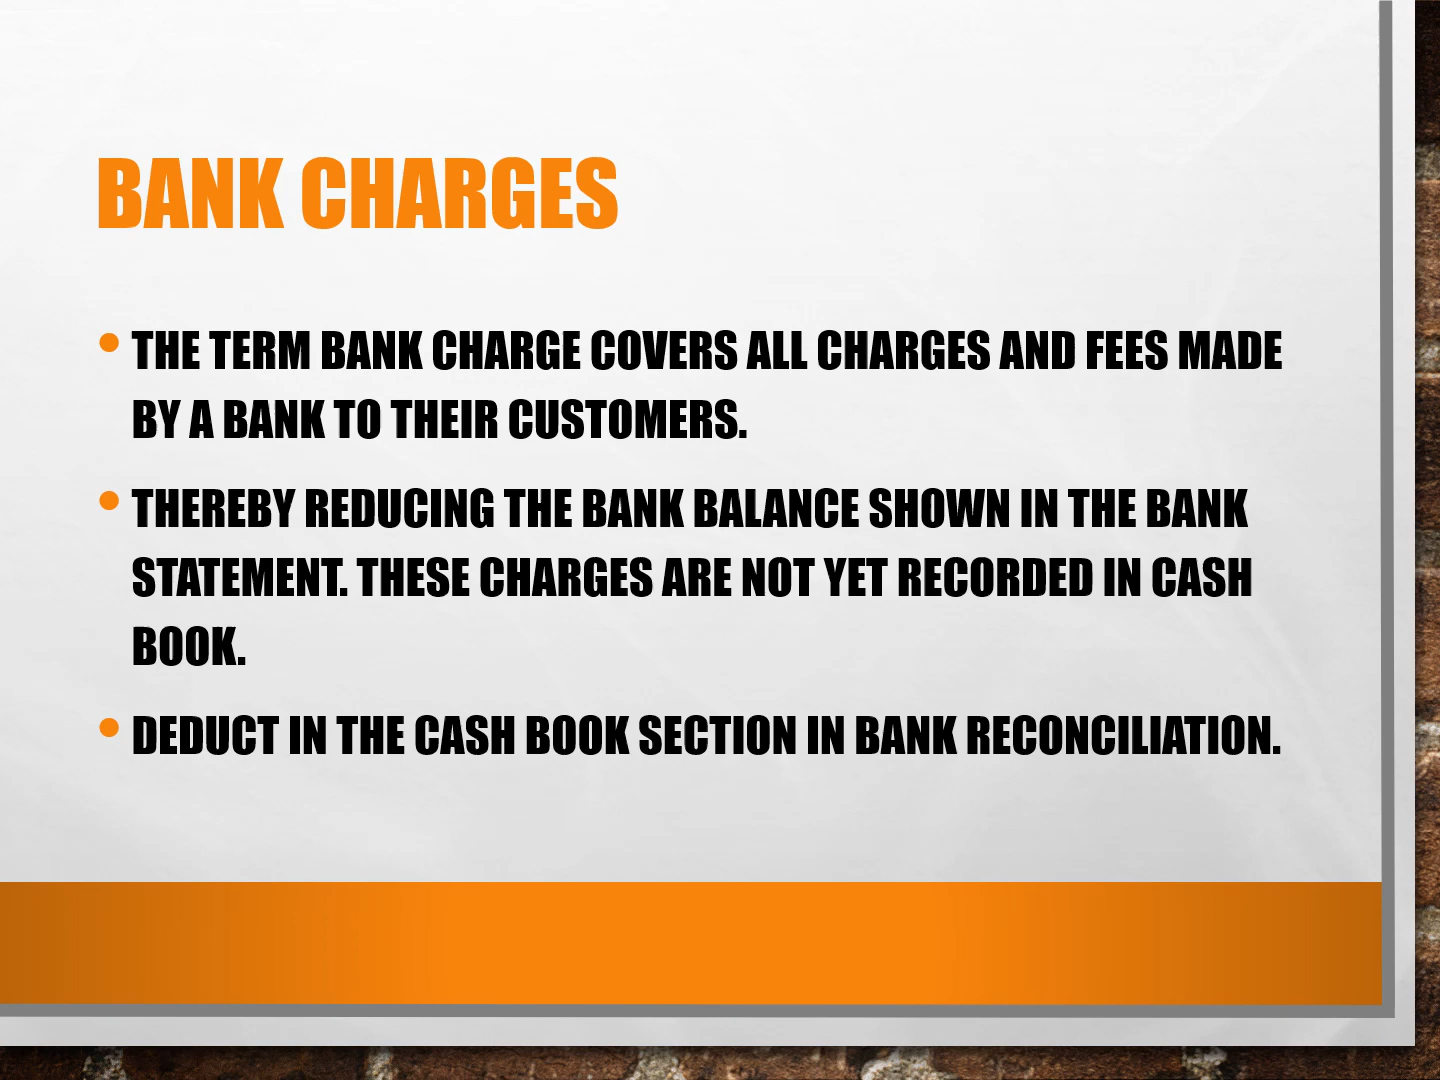 BANK CHARGES
• THE TERM BANK CHARGE COVERS ALL CHARGES AND FEES MADE
BY A BANK TO THEIR CUSTOMERS.
• THEREBY REDUCING THE BANK BALANCE SHOWN IN THE BANK
STATEMENT. THESE CHARGES ARE NOT YET RECORDED IN CASH
BOOK.
• DEDUCT IN THE CASH BOOK SECTION IN BANK RECONCILIATION.